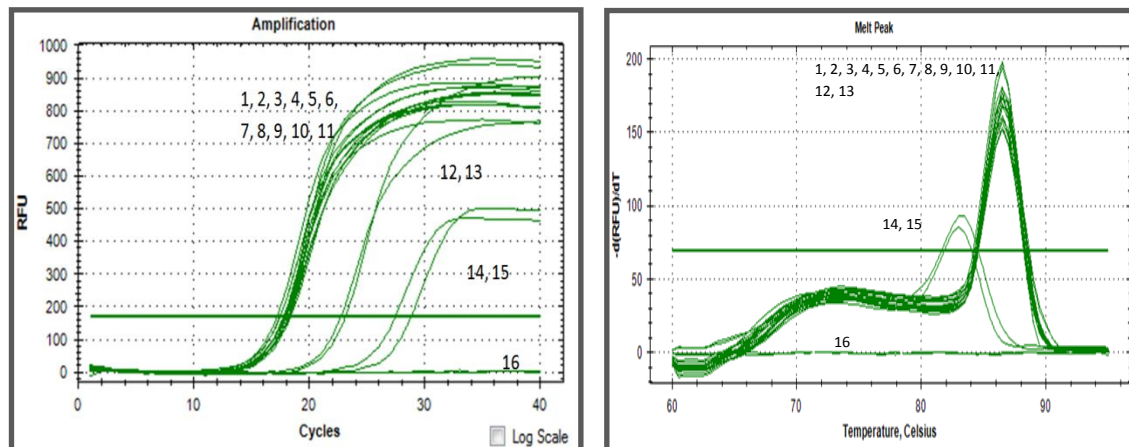 Amplification
1000
900
800
700
600
500
400
300
200
100
0
RFU
1, 2, 3, 4, 5, 6,
7, 8, 9, 10, 11
12, 13
14, 15
16
0 10 20 30 40
Cycles
Log Scale
Melt Peak
200
150
100
50
0
-d(RFU)/dT
1, 2, 3, 4, 5, 6, 7, 8, 9, 10, 11,
12, 13
14, 15
16
60 70 80 90
Temperature, Celsius